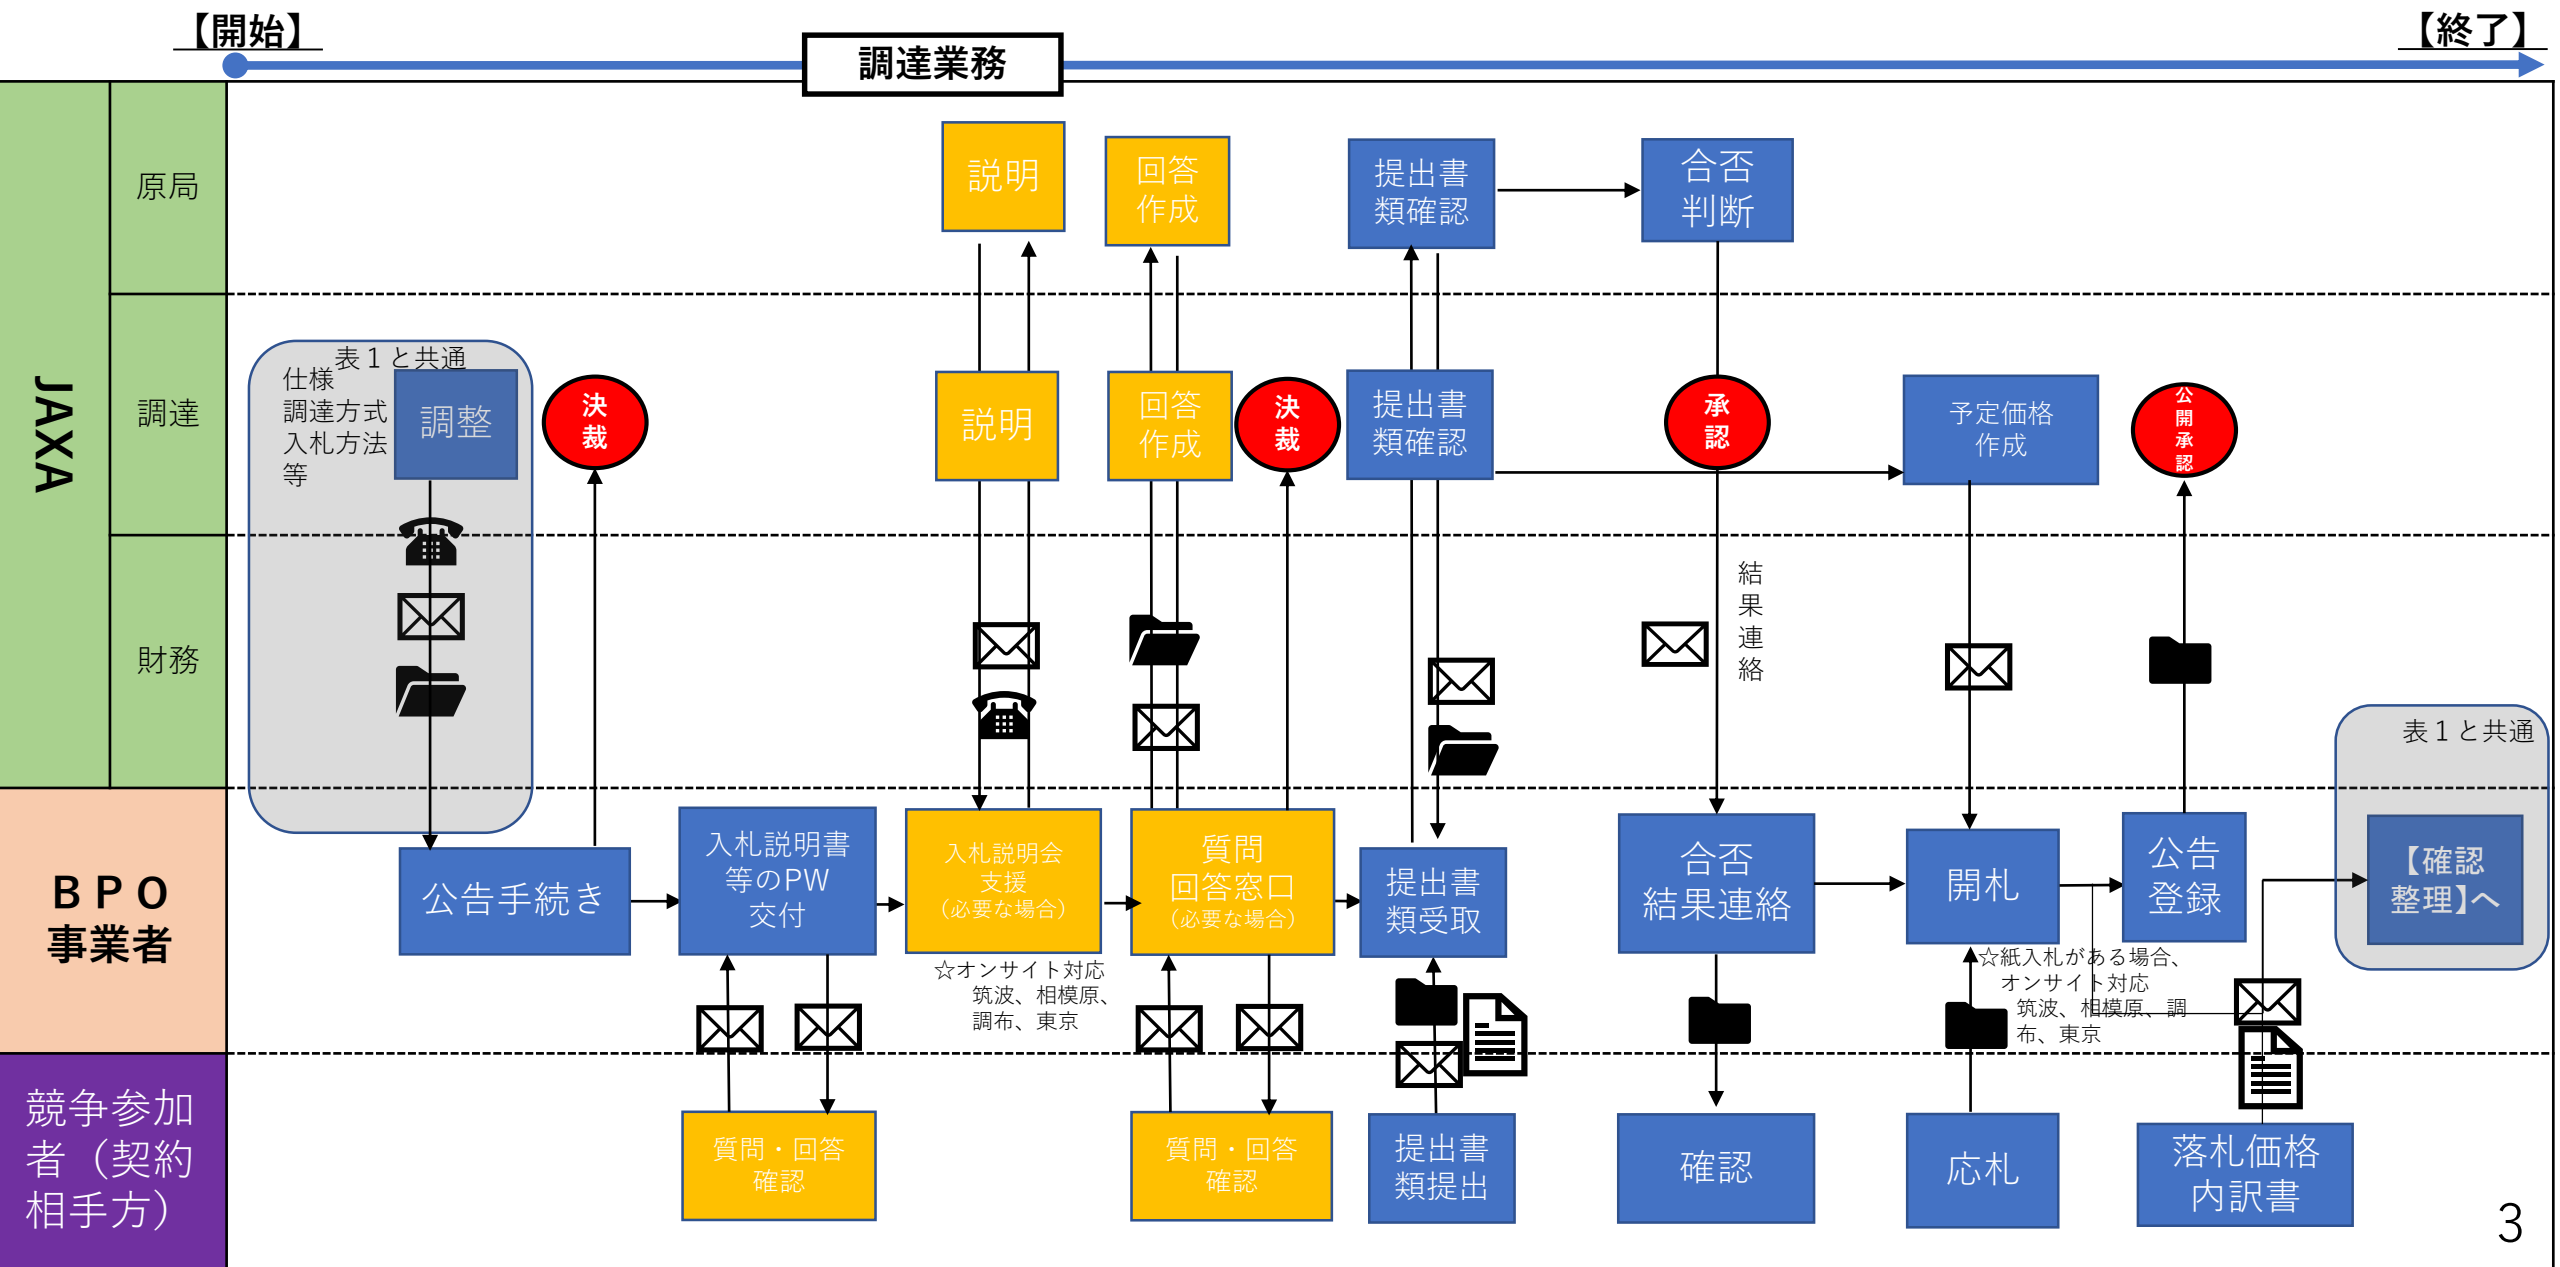 【開始】
調達業務
【終了】
JAXA
原局
調達
財務
BPO
事業者
競争参加
者（契約
相手方）
説明
回答
作成
提出書
類確認
合否
判断
表１と共通
仕様
調達方式
入札方法
等
調整
決
裁
説明
回答
作成
決
裁
提出書
類確認
承
認
予定価格
作成
公
開
承
認
結
果
連
絡
表１と共通
公告手続き
入札説明書
等のPW
交付
入札説明会
支援
（必要な場合）
☆オンサイト対応
筑波、相模原、
調布、東京
質問
回答窓口
（必要な場合）
提出書
類受取
合否
結果連絡
開札
☆紙入札がある場合、
オンサイト対応
筑波、相模原、調
布、東京
公告
登録
【確認
整理】へ
質問・回答
確認
質問・回答
確認
提出書
類提出
確認
応札
落札価格
内訳書
3